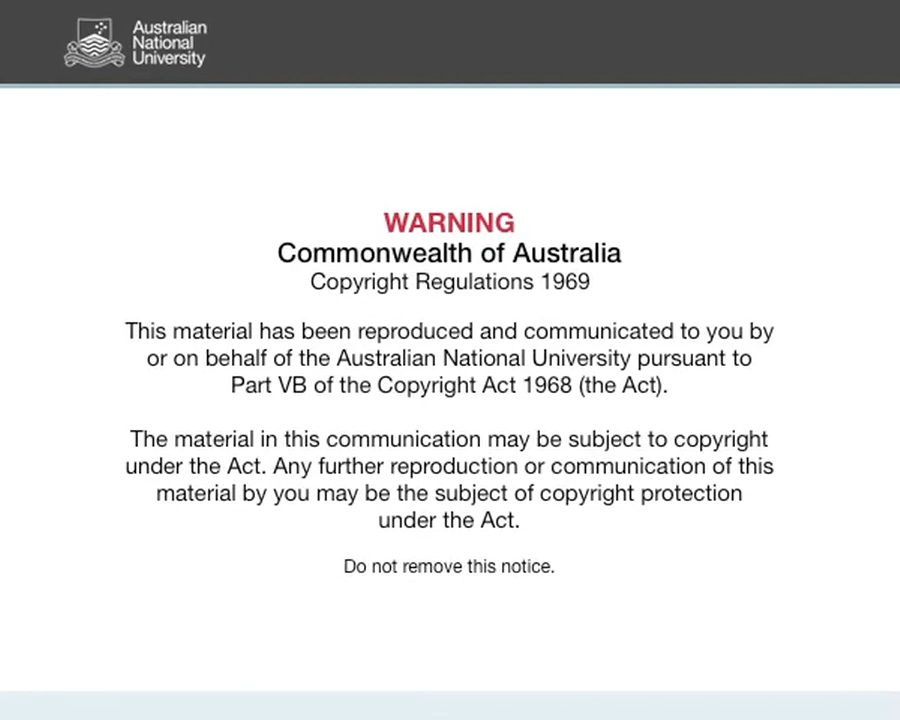 Australian
National
University
WARNING
Commonwealth of Australia
Copyright Regulations 1969
This material has been reproduced and communicated to you by
or on behalf of the Australian National University pursuant to
Part VB of the Copyright Act 1968 (the Act).
The material in this communication may be subject to copyright
under the Act. Any further reproduction or communication of this
material by you may be the subject of copyright protection
under the Act.
Do not remove this notice.